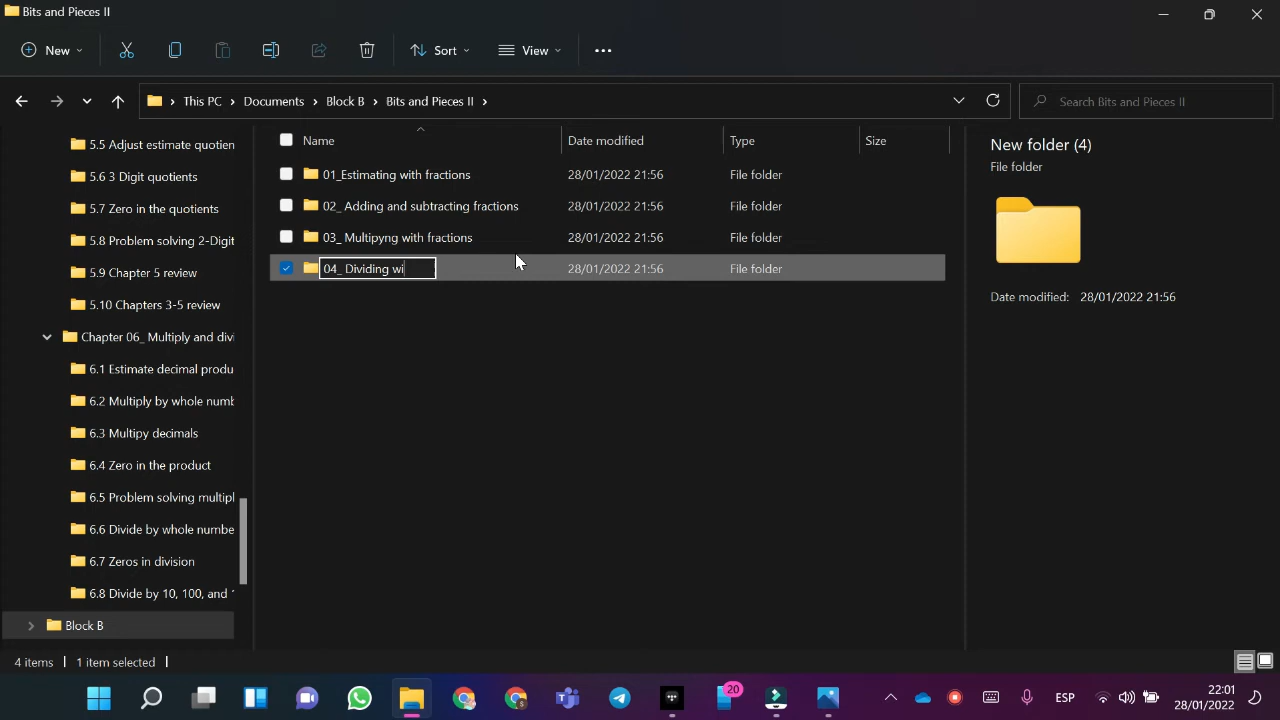 Bits and Pieces II
New
Sort
View
This PC > Documents > Block B > Bits and Pieces II >
Search Bits and Pieces II
5.5 Adjust estimate quotien
5.6 3 Digit quotients
5.7 Zero in the quotients
5.8 Problem solving 2-Digit
5.9 Chapter 5 review
5.10 Chapters 3-5 review
Chapter 06_ Multiply and divi
6.1 Estimate decimal produ
6.2 Multiply by whole numb
6.3 Multipy decimals
6.4 Zero in the product
6.5 Problem solving multipl
6.6 Divide by whole numbe
6.7 Zeros in division
6.8 Divide by 10, 100, and
Block B
Name Date modified Type Size
01_Estimating with fractions 28/01/2022 21:56 File folder
02_ Adding and subtracting fractions 28/01/2022 21:56 File folder
03_ Multipyng with fractions 28/01/2022 21:56 File folder
04_ Dividing wi 28/01/2022 21:56 File folder
New folder (4)
File folder
Date modified: 28/01/2022 21:56
4 items 1 item selected
20
ESP
22:01
28/01/2022